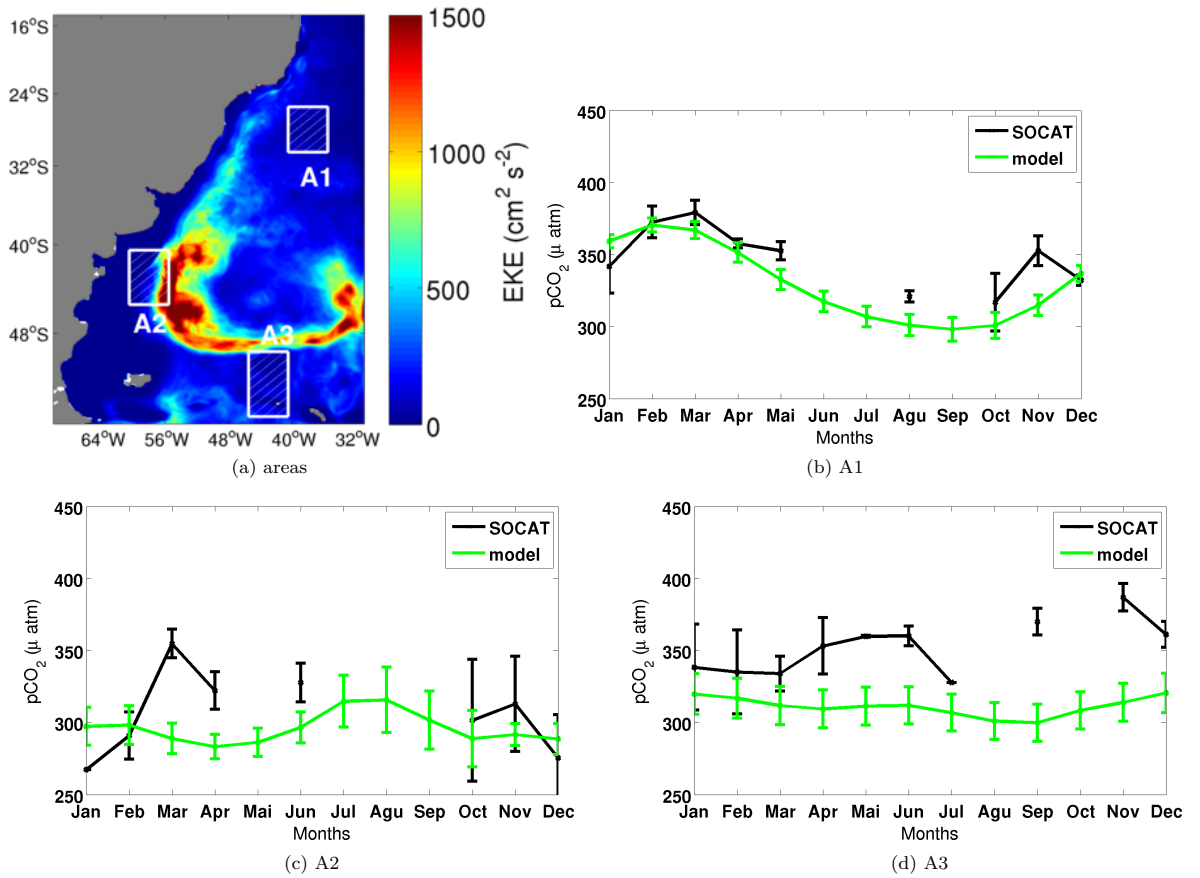 16°S
24°S
32°S
40°S
48°S
64°W 56°W 48°W 40°W 32°W
A1
A2
A3
1500
1000
500
0
EKE (cm² s⁻²)
(a) areas
450
400
350
300
250
pCO₂ (μ atm)
SOCAT
model
Jan Feb Mar Apr Mai Jun Jul Agu Sep Oct Nov Dec
Months
(b) A1
450
400
350
300
250
pCO₂ (μ atm)
SOCAT
model
Jan Feb Mar Apr Mai Jun Jul Agu Sep Oct Nov Dec
Months
(c) A2
450
400
350
300
250
pCO₂ (μ atm)
SOCAT
model
Jan Feb Mar Apr Mai Jun Jul Agu Sep Oct Nov Dec
Months
(d) A3